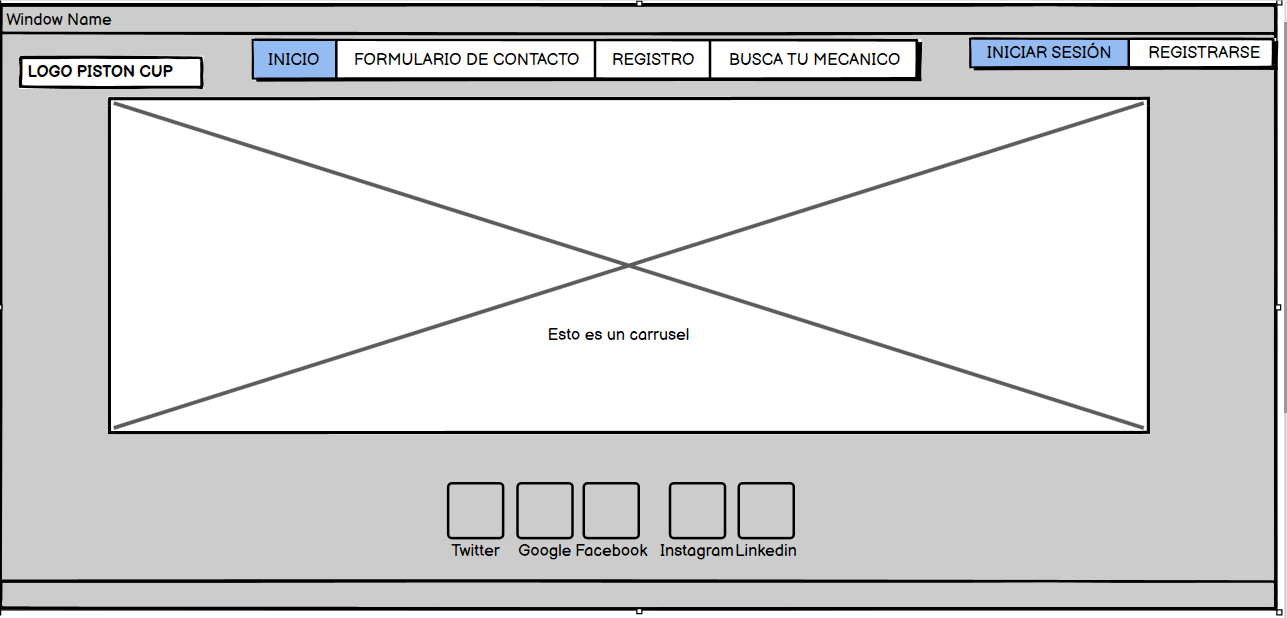 Window Name
LOGO PISTON CUP
INICIO FORMULARIO DE CONTACTO REGISTRO BUSCA TU MECANICO
INICIAR SESIÓN REGISTRARSE
Esto es un carrusel
Twitter Google Facebook Instagram Linkedin